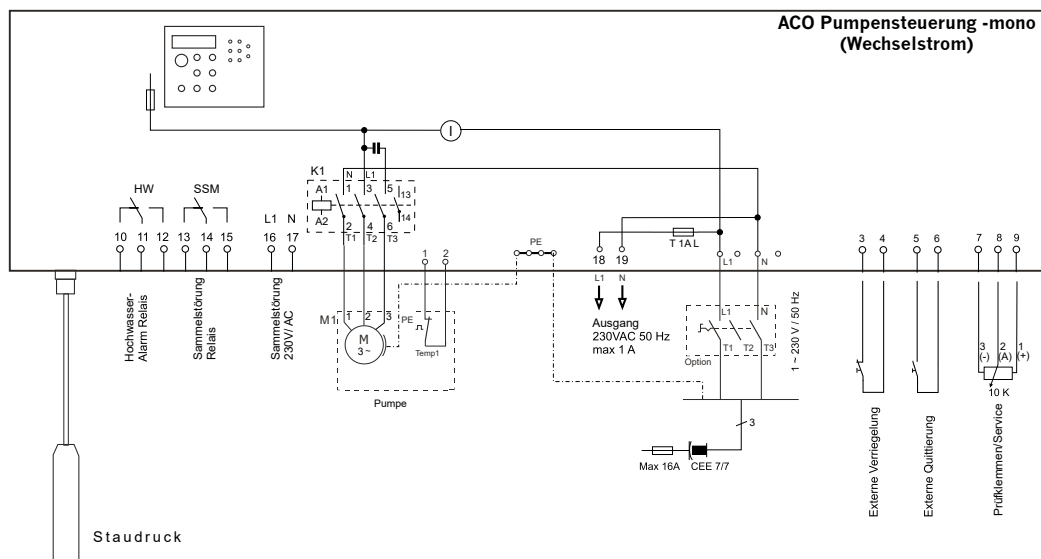 ACO Pumpensteuerung -mono
(Wechselstrom)
I
K1
N L1
A1 1 3 5 13
A2 2 4 6 14
T1 T2 T3
HW SSM
L1 N
10 11 12 13 14 15 16 17
Hochwasser-
Alarm Relais
Sammelstörung
Relais
Sammelstörung
230V/ AC
1 2
PE
M1 1 2 3 PE
M
3~
Temp1
Pumpe
T 1A L
18 19
L1 N
Ausgang
230VAC 50 Hz
max 1 A
L1 N
L1 N
T1 T2 T3
Option
1 ~ 230 V / 50 Hz
3
Max 16A CEE 7/7
3 4 5 6 7 8 9
Externe Verriegelung
Externe Quittierung
3 2 1
(-) (A) (+)
10 K
Prüfklemmen/Service
Staudruck